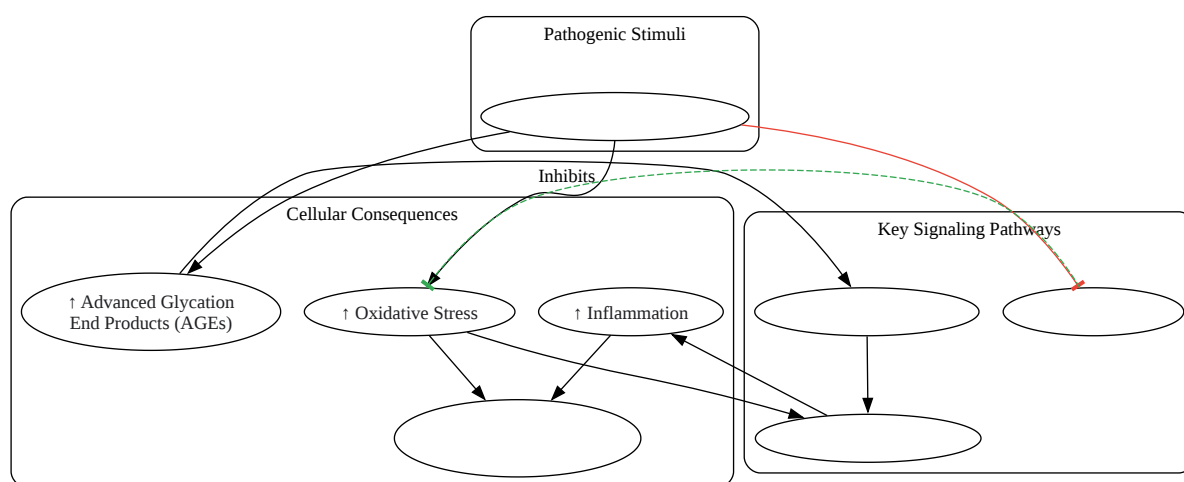 Pathogenic Stimuli
Inhibits
Cellular Consequences
Key Signaling Pathways
↑ Advanced Glycation
End Products (AGEs)
↑ Oxidative Stress
↑ Inflammation